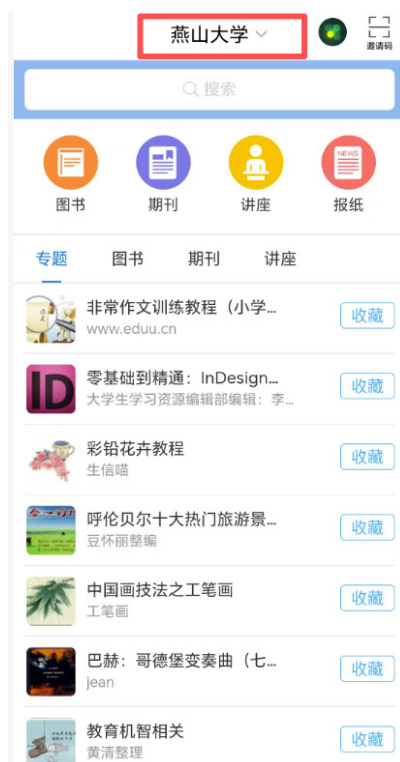 燕山大学
邀请码
搜索
NEWS
图书 期刊 讲座 报纸
专题 图书 期刊 讲座
非常作文训练教程（小学... 收藏
www.eduu.cn
ID
零基础到精通：InDesign... 收藏
大学生学习资源编辑部编辑：李...
彩铅花卉教程 收藏
生信喵
呼伦贝尔十大热门旅游景... 收藏
豆怀丽整编
中国画技法之工笔画 收藏
工笔画
巴赫：哥德堡变奏曲（七... 收藏
jean
教育机智相关 收藏
黄清整理